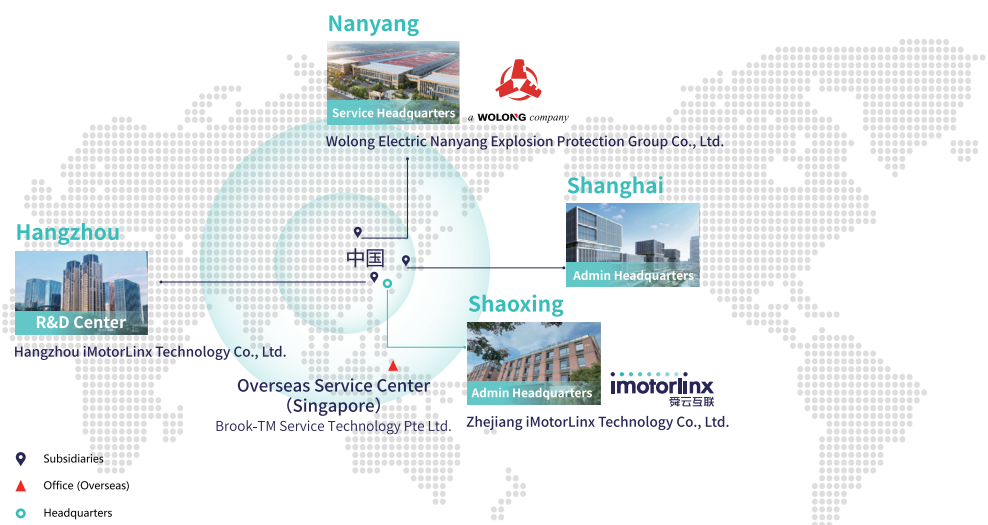 Nanyang
Service Headquarters
a WOLONG company
Wolong Electric Nanyang Explosion Protection Group Co., Ltd.
Shanghai
Admin Headquarters
Hangzhou
R&D Center
Hangzhou iMotorLinx Technology Co., Ltd.
中国
Shaoxing
Admin Headquarters
imotorlinx
舜云互联
Zhejiang iMotorLinx Technology Co., Ltd.
Overseas Service Center
（Singapore）
Brook-TM Service Technology Pte Ltd.
Subsidiaries
Office (Overseas)
Headquarters